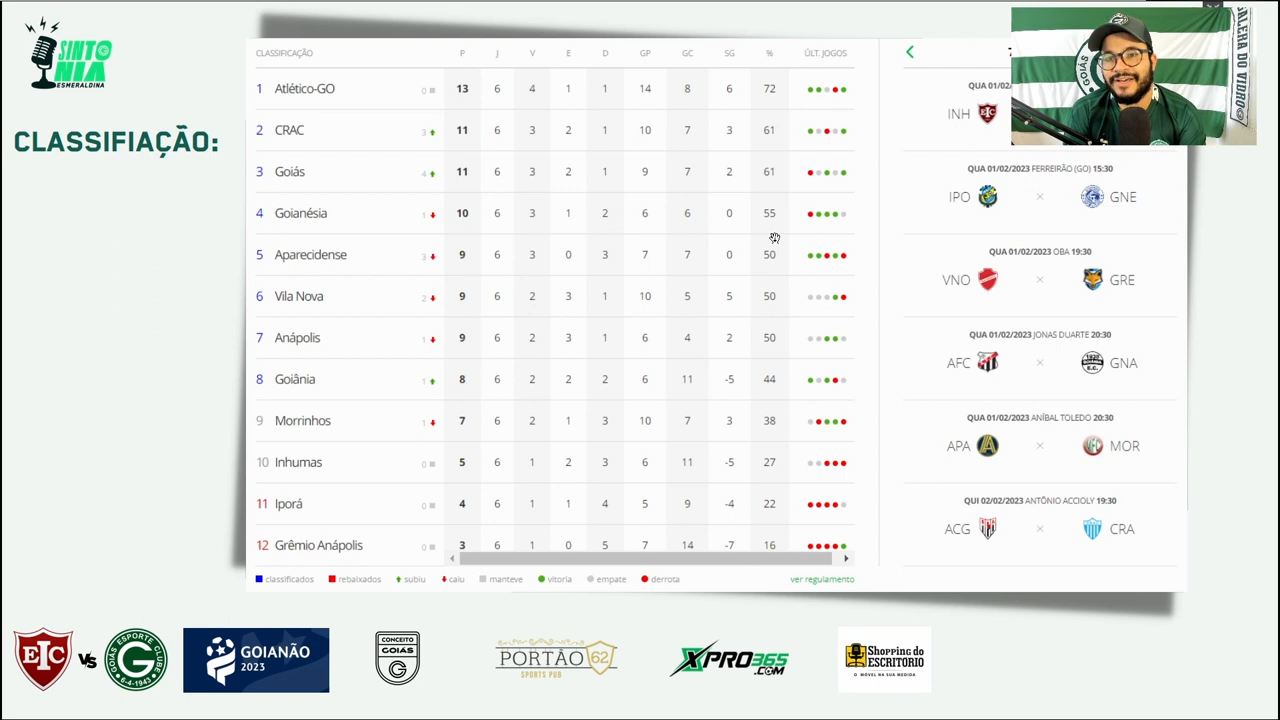 SINTO
NIA
ESMERALDINA
CLASSIFIAÇÃO:
CLASSIFICAÇÃO P J V E D GP GC SG % ÚLT. JOGOS
1 Atlético-GO 0 13 6 4 1 1 14 8 6 72
2 CRAC 3 11 6 3 2 1 10 7 3 61
3 Goiás 4 11 6 3 2 1 9 7 2 61
4 Goianésia 1 10 6 3 1 2 6 6 0 55
5 Aparecidense 3 9 6 3 0 3 7 7 0 50
6 Vila Nova 2 9 6 2 3 1 10 5 5 50
7 Anápolis 1 9 6 2 3 1 6 4 2 50
8 Goiânia 1 8 6 2 2 2 6 11 -5 44
9 Morrinhos 1 7 6 2 1 3 10 7 3 38
10 Inhumas 0 5 6 1 2 3 6 11 -5 27
11 Iporá 0 4 6 1 1 4 5 9 -4 22
12 Grêmio Anápolis 0 3 6 1 0 5 7 14 -7 16
classificados rebaixados subiu caiu manteve vitoria empate derrota ver regulamento
QUA 01/02
INH
QUA 01/02/2023 FERREIRÃO (GO) 15:30
IPO × GNE
QUA 01/02/2023 OBA 19:30
VNO × GRE
QUA 01/02/2023 JONAS DUARTE 20:30
AFC × GNA
QUA 01/02/2023 ANÍBAL TOLEDO 20:30
APA × MOR
QUI 02/02/2023 ANTÔNIO ACCIOLY 19:30
ACG × CRA
GOIÁS
GALERA DO VIDRO
EIC
VS
GOIÁS ESPORTE CLUBE
G
6-4-1943
GOIANÃO
2023
CONCEITO
GOIÁS
G
PORTÃO 62
SPORTS PUB
XPRO365
.COM
Shopping do
ESCRITÓRIO
O MÓVEL NA SUA MEDIDA